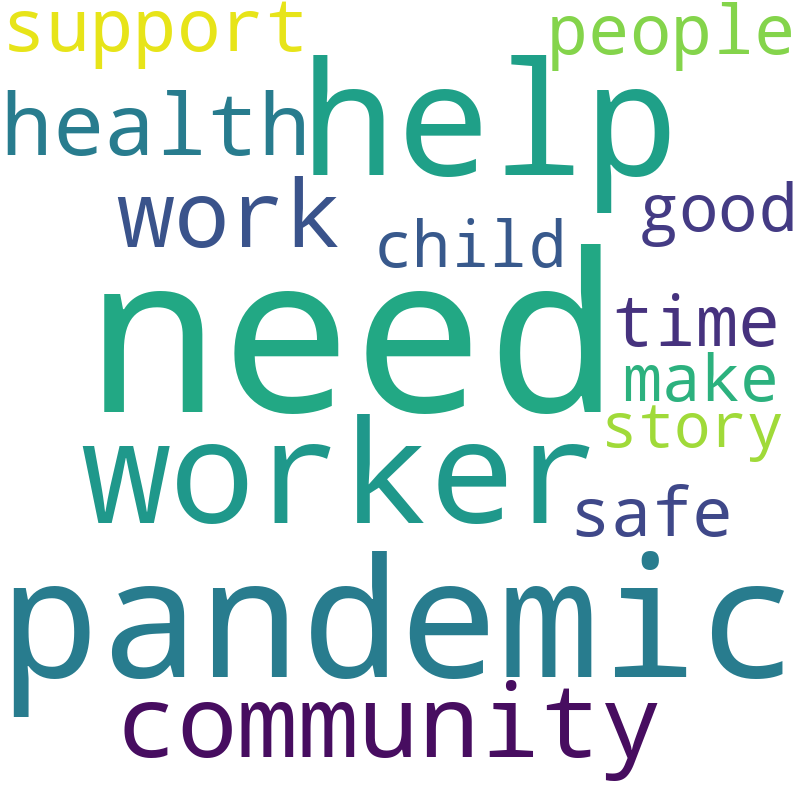 support people
health help
work child good
need time
make
story
worker safe
pandemic
community